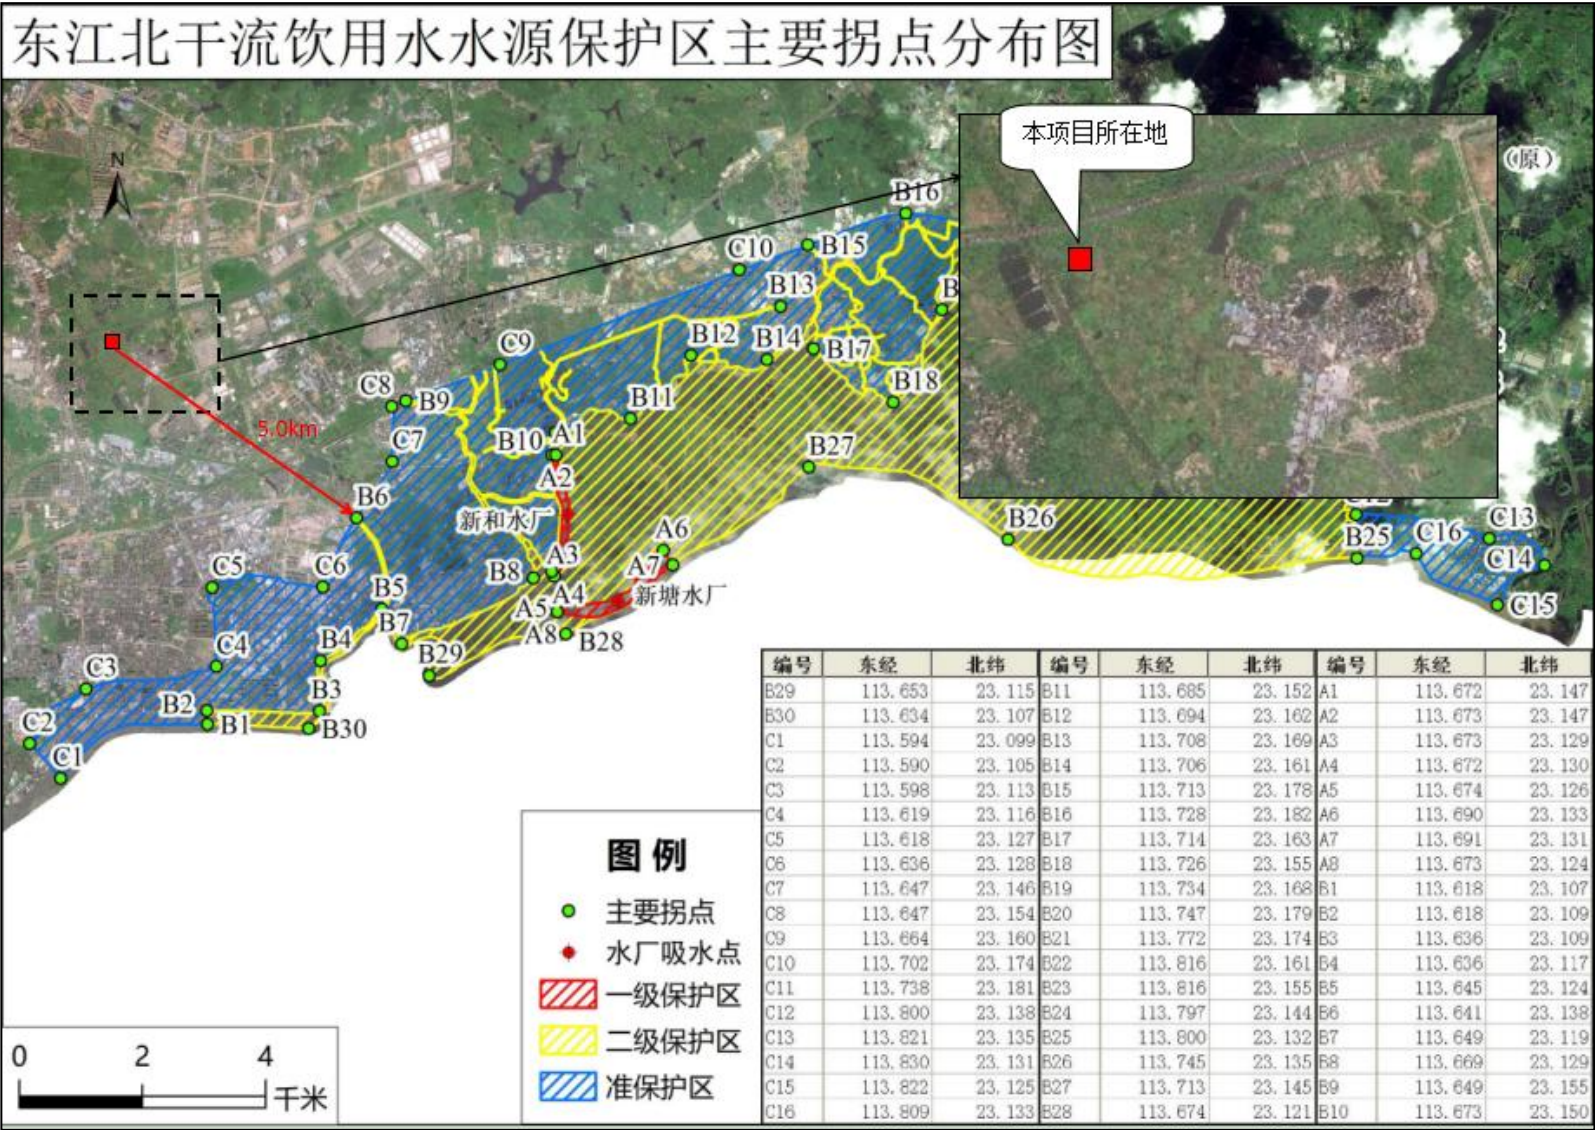 东江北干流饮用水水源保护区主要拐点分布图
本项目所在地
(原)
N
B16
B15
C10
B13
B
B12
B14
B17
C9
B18
C8
B9
B11
5.0km
B10
A1
C7
A2
B27
B6
新和水厂
A6
B26
C13
B25
C16
C5
C6
B8
A3
A7
C14
B5
A4
新塘水厂
A5
C15
B7
A8
B28
C4
B4
B29
C3
B3
B2
B1
B30
C2
C1
编号 东经 北纬 编号 东经 北纬 编号 东经 北纬
B29 113.653 23.115 B11 113.685 23.152 A1 113.672 23.147
B30 113.634 23.107 B12 113.694 23.162 A2 113.673 23.147
C1 113.594 23.099 B13 113.708 23.169 A3 113.673 23.129
C2 113.590 23.105 B14 113.706 23.161 A4 113.672 23.130
C3 113.598 23.113 B15 113.713 23.178 A5 113.674 23.126
C4 113.619 23.116 B16 113.728 23.182 A6 113.690 23.133
C5 113.618 23.127 B17 113.714 23.163 A7 113.691 23.131
C6 113.636 23.128 B18 113.726 23.155 A8 113.673 23.124
C7 113.647 23.146 B19 113.734 23.168 B1 113.618 23.107
C8 113.647 23.154 B20 113.747 23.179 B2 113.618 23.109
C9 113.664 23.160 B21 113.772 23.174 B3 113.636 23.109
C10 113.702 23.174 B22 113.816 23.161 B4 113.636 23.117
C11 113.738 23.181 B23 113.816 23.155 B5 113.645 23.124
C12 113.800 23.138 B24 113.797 23.144 B6 113.641 23.138
C13 113.821 23.135 B25 113.800 23.132 B7 113.649 23.119
C14 113.830 23.131 B26 113.745 23.135 B8 113.669 23.129
C15 113.822 23.125 B27 113.713 23.145 B9 113.649 23.155
C16 113.809 23.133 B28 113.674 23.121 B10 113.673 23.150
图 例
主要拐点
水厂吸水点
一级保护区
二级保护区
准保护区
0 2 4
千米